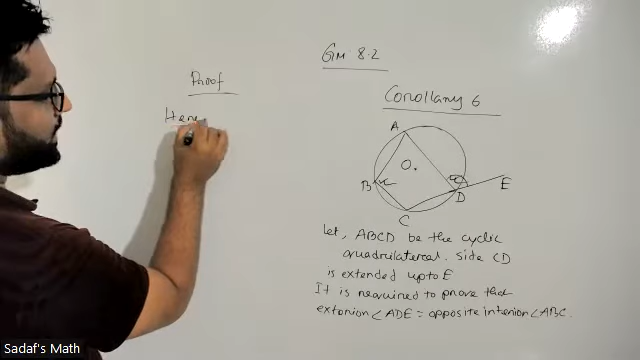 Gm: 8.2
Proof
Here
Corollary 6
A
O.
B
C
D
E
Let, ABCD be the cyclic
quadrilateral. side CD
is extended upto E
It is required to prove that
exterior ∠ADE = opposite interior ∠ABC.
Sadaf's Math